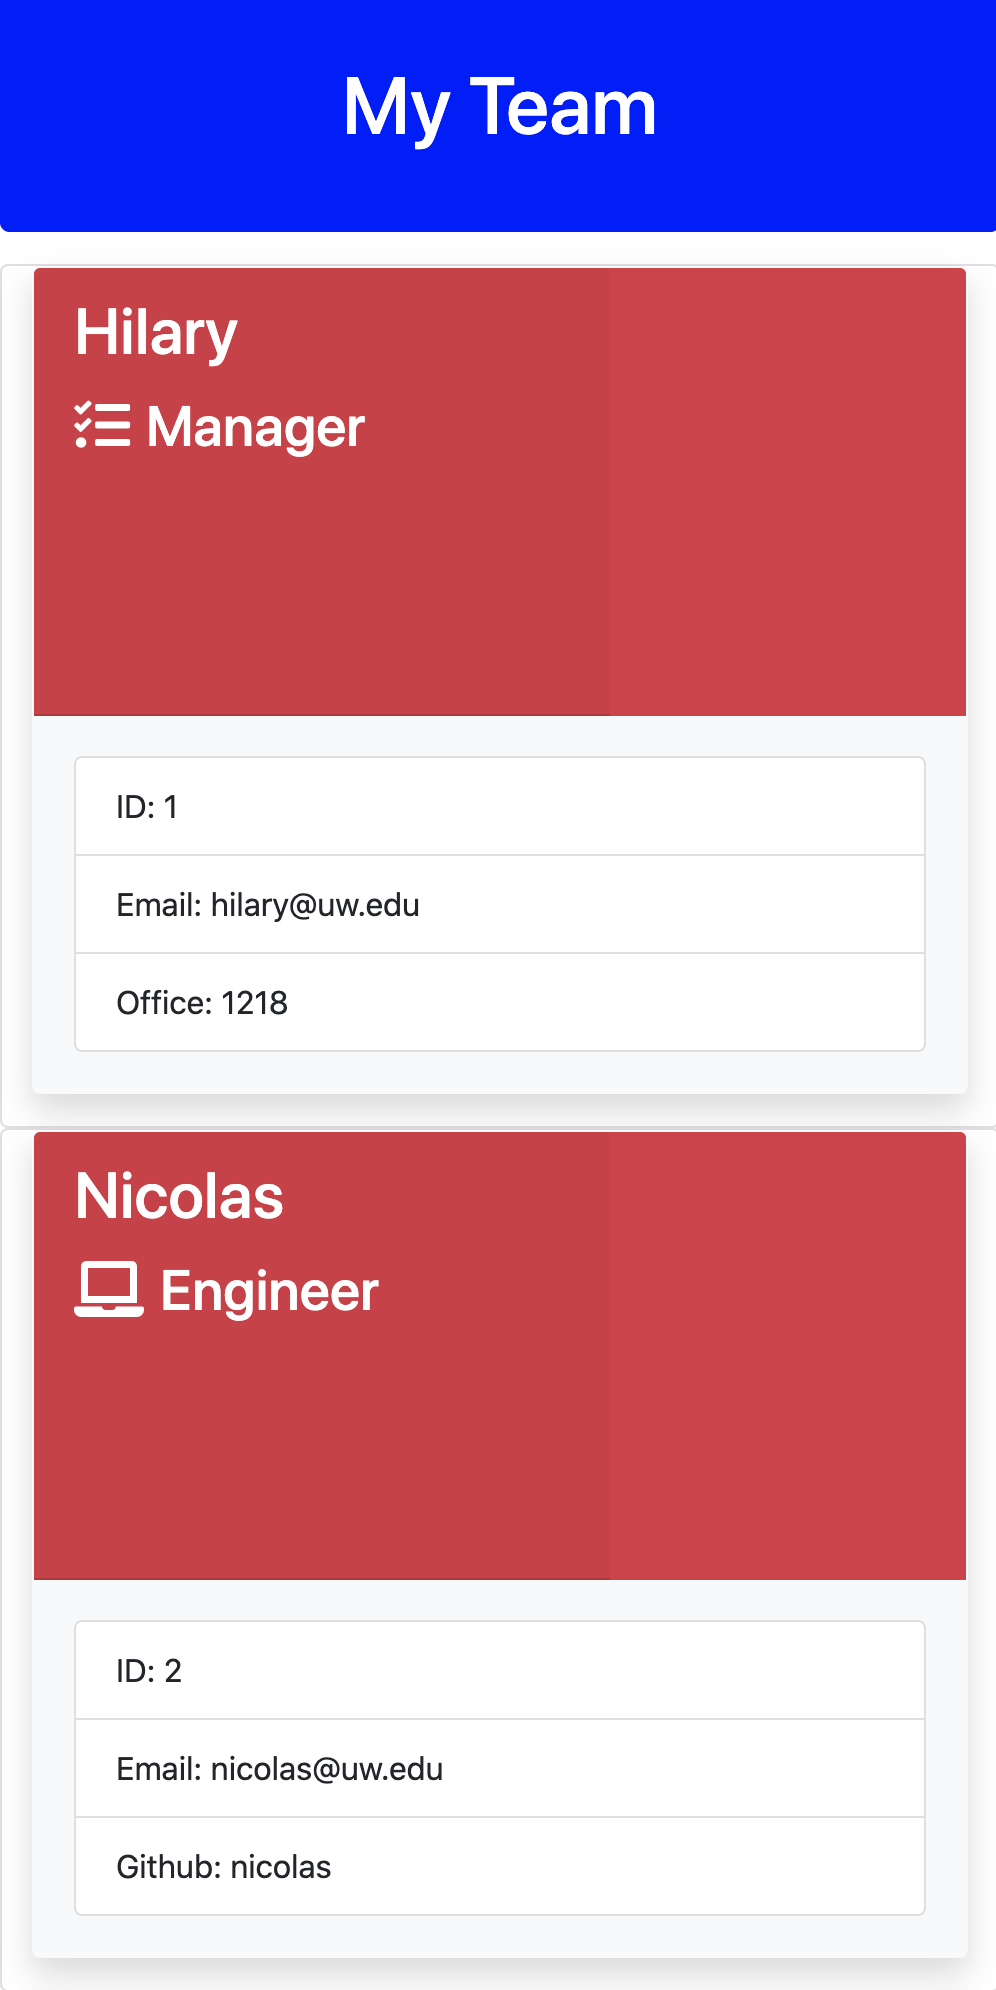 My Team
Hilary
Manager
ID: 1
Email: hilary@uw.edu
Office: 1218
Nicolas
Engineer
ID: 2
Email: nicolas@uw.edu
Github: nicolas